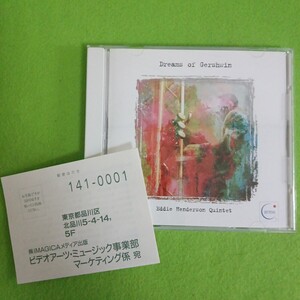 Dreams of Gershwin
Eddie Henderson Quintet
141-0001
東京都品川区
北品川5-4-14,
5F
㈱IMAGICAメディア出版
ビデオアーツ・ミュージック事業部
マーケティング係 宛